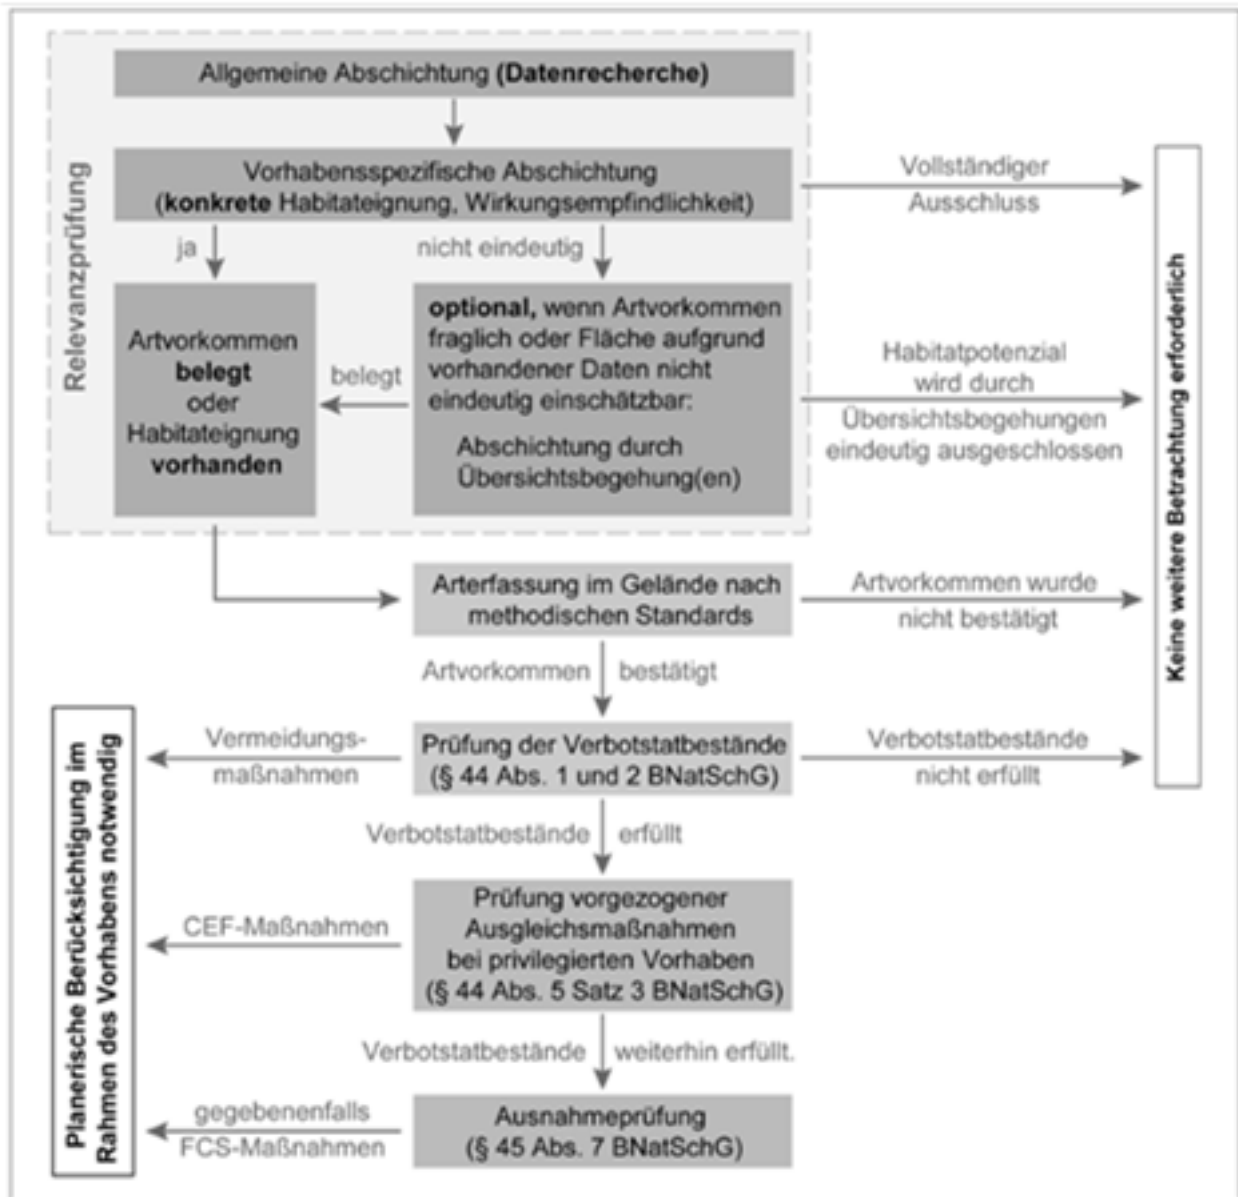 Allgemeine Abschichtung (Datenrecherche)
Relevanzprüfung
Vorhabensspezifische Abschichtung
(konkrete Habitateignung, Wirkungsempfindlichkeit)
Vollständiger
Ausschluss
ja
nicht eindeutig
Artvorkommen
belegt
oder
Habitateignung
vorhanden
belegt
optional, wenn Artvorkommen
fraglich oder Fläche aufgrund
vorhandener Daten nicht
eindeutig einschätzbar:
Abschichtung durch
Übersichtsbegehung(en)
Habitatpotenzial
wird durch
Übersichtsbegehungen
eindeutig ausgeschlossen
Keine weitere Betrachtung erforderlich
Arterfassung im Gelände nach
methodischen Standards
Artvorkommen wurde
nicht bestätigt
Artvorkommen bestätigt
Vermeidungs-
maßnahmen
Prüfung der Verbotstatbestände
(§ 44 Abs. 1 und 2 BNatSchG)
Verbotstatbestände
nicht erfüllt
Verbotstatbestände erfüllt
Planerische Berücksichtigung im
Rahmen des Vorhabens notwendig
CEF-Maßnahmen
Prüfung vorgezogener
Ausgleichsmaßnahmen
bei privilegierten Vorhaben
(§ 44 Abs. 5 Satz 3 BNatSchG)
Verbotstatbestände weiterhin erfüllt.
gegebenenfalls
FCS-Maßnahmen
Ausnahmeprüfung
(§ 45 Abs. 7 BNatSchG)